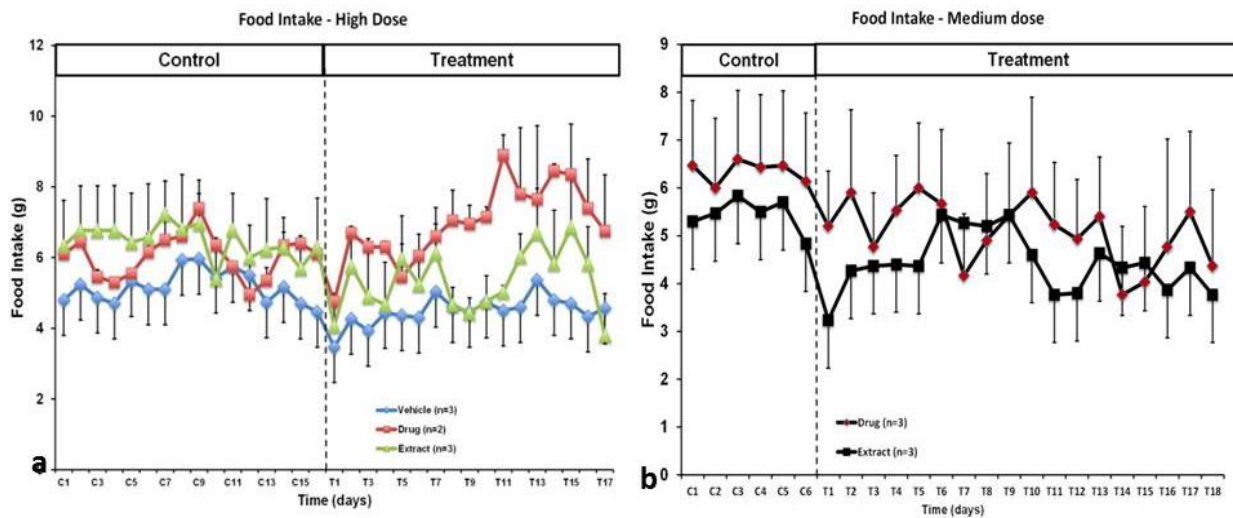 Food Intake - High Dose
Control Treatment
Food Intake (g)
12
10
8
6
4
2
0
Vehicle (n=3)
Drug (n=2)
Extract (n=3)
a
C1 C3 C5 C7 C9 C11 C13 C15 T1 T3 T5 T7 T9 T11 T13 T15 T17
Time (days)
Food Intake - Medium dose
Control Treatment
Food Intake (g)
9
8
7
6
5
4
3
2
1
0
Drug (n=3)
Extract (n=3)
b
C1 C2 C3 C4 C5 C6 T1 T2 T3 T4 T5 T6 T7 T8 T9 T10 T11 T12 T13 T14 T15 T16 T17 T18
Time (days)